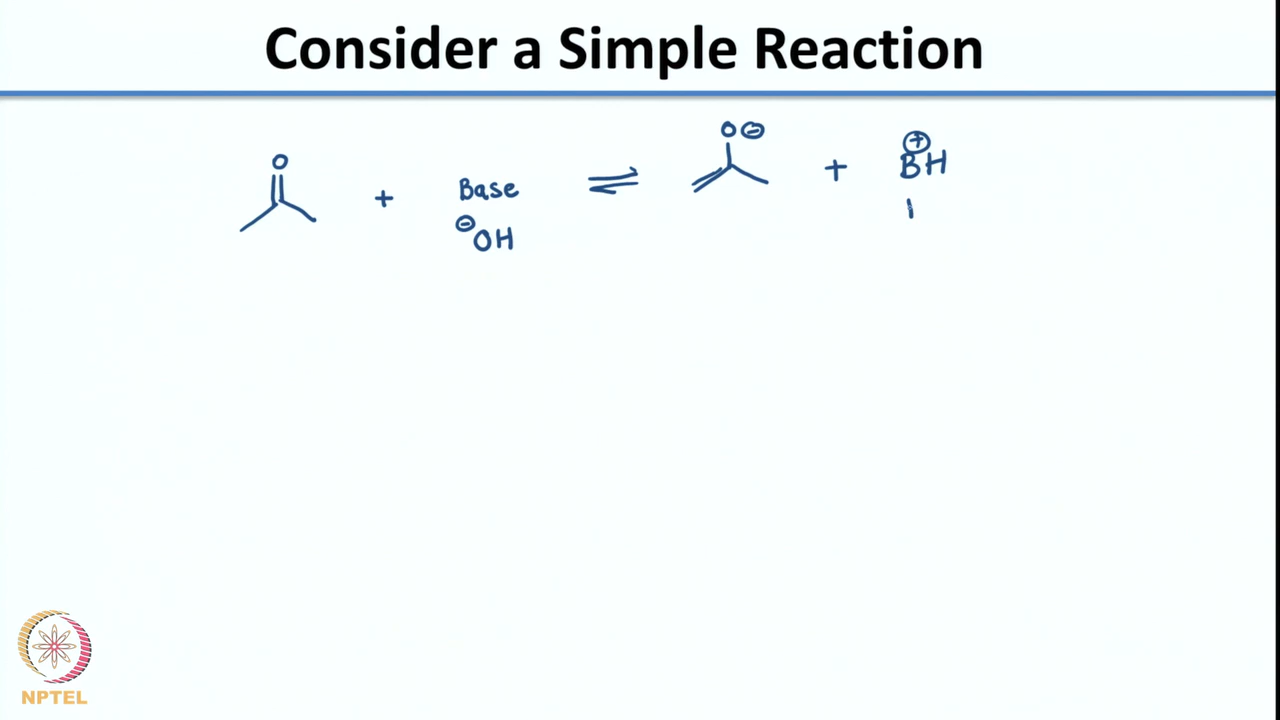 Consider a Simple Reaction
O + Base ⇌ O⊖ + ⊕BH
⊖OH
NPTEL